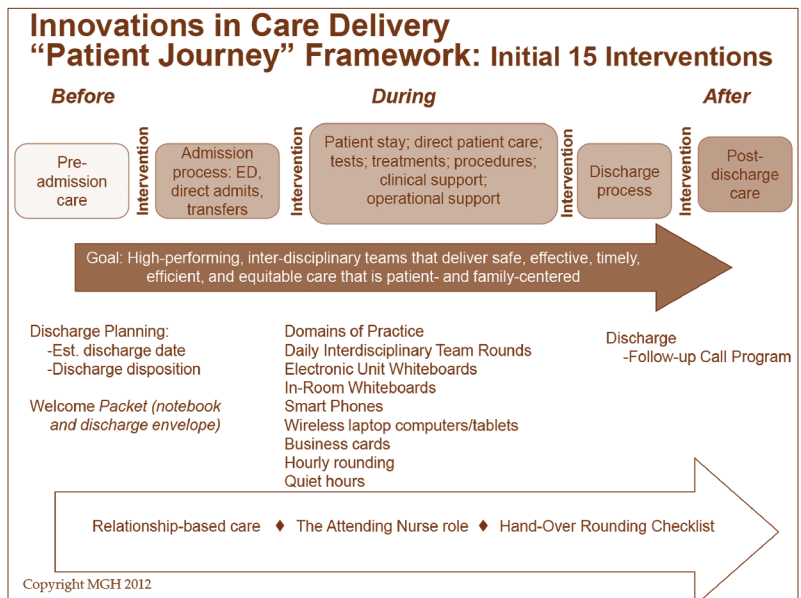 Innovations in Care Delivery
“Patient Journey” Framework: Initial 15 Interventions
Before
During
After
Pre-
admission
care
Intervention
Admission
process: ED,
direct admits,
transfers
Intervention
Patient stay; direct patient care;
tests; treatments; procedures;
clinical support;
operational support
Intervention
Discharge
process
Intervention
Post-
discharge
care
Goal: High-performing, inter-disciplinary teams that deliver safe, effective, timely,
efficient, and equitable care that is patient- and family-centered
Discharge Planning:
-Est. discharge date
-Discharge disposition
Welcome Packet (notebook
and discharge envelope)
Domains of Practice
Daily Interdisciplinary Team Rounds
Electronic Unit Whiteboards
In-Room Whiteboards
Smart Phones
Wireless laptop computers/tablets
Business cards
Hourly rounding
Quiet hours
Discharge
-Follow-up Call Program
Relationship-based care ♦ The Attending Nurse role ♦ Hand-Over Rounding Checklist
Copyright MGH 2012